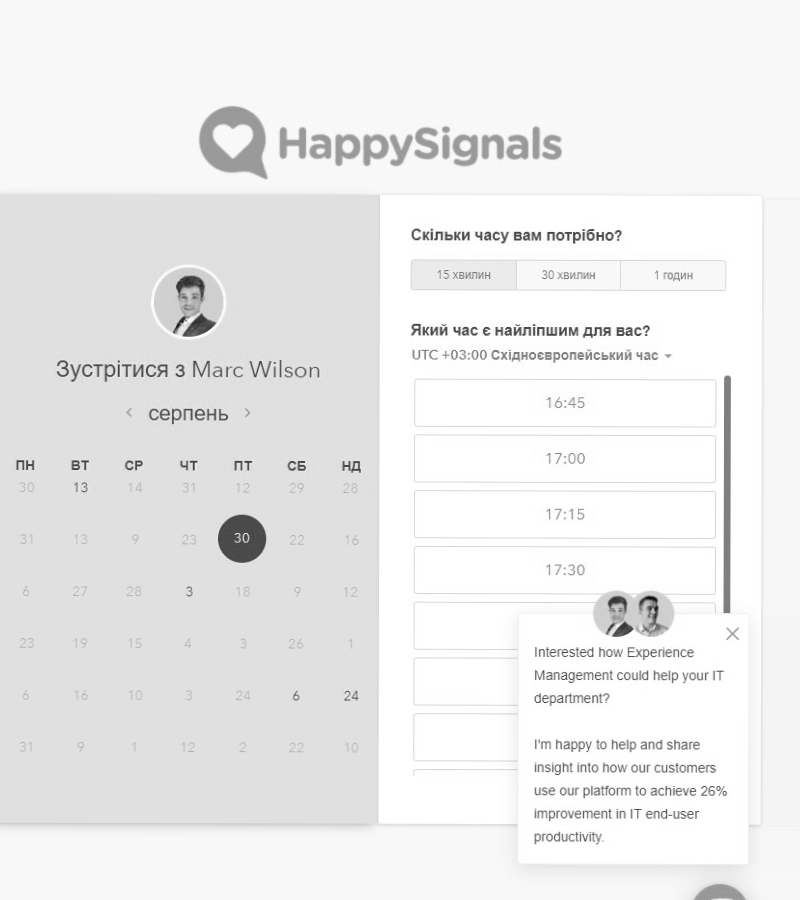 HappySignals
Зустрітися з Marc Wilson
серпень
ПН ВТ СР ЧТ ПТ СБ НД
30 13 14 31 12 29 28
31 13 9 23 30 22 16
6 27 28 3 18 9 12
23 19 15 4 3 26 1
6 16 10 3 24 6 24
31 9 1 12 2 22 10
Скільки часу вам потрібно?
15 хвилин 30 хвилин 1 годин
Який час є найліпшим для вас?
UTC +03:00 Східноєвропейський час
16:45
17:00
17:15
17:30
Interested how Experience
Management could help your IT
department?
I'm happy to help and share
insight into how our customers
use our platform to achieve 26%
improvement in IT end-user
productivity.